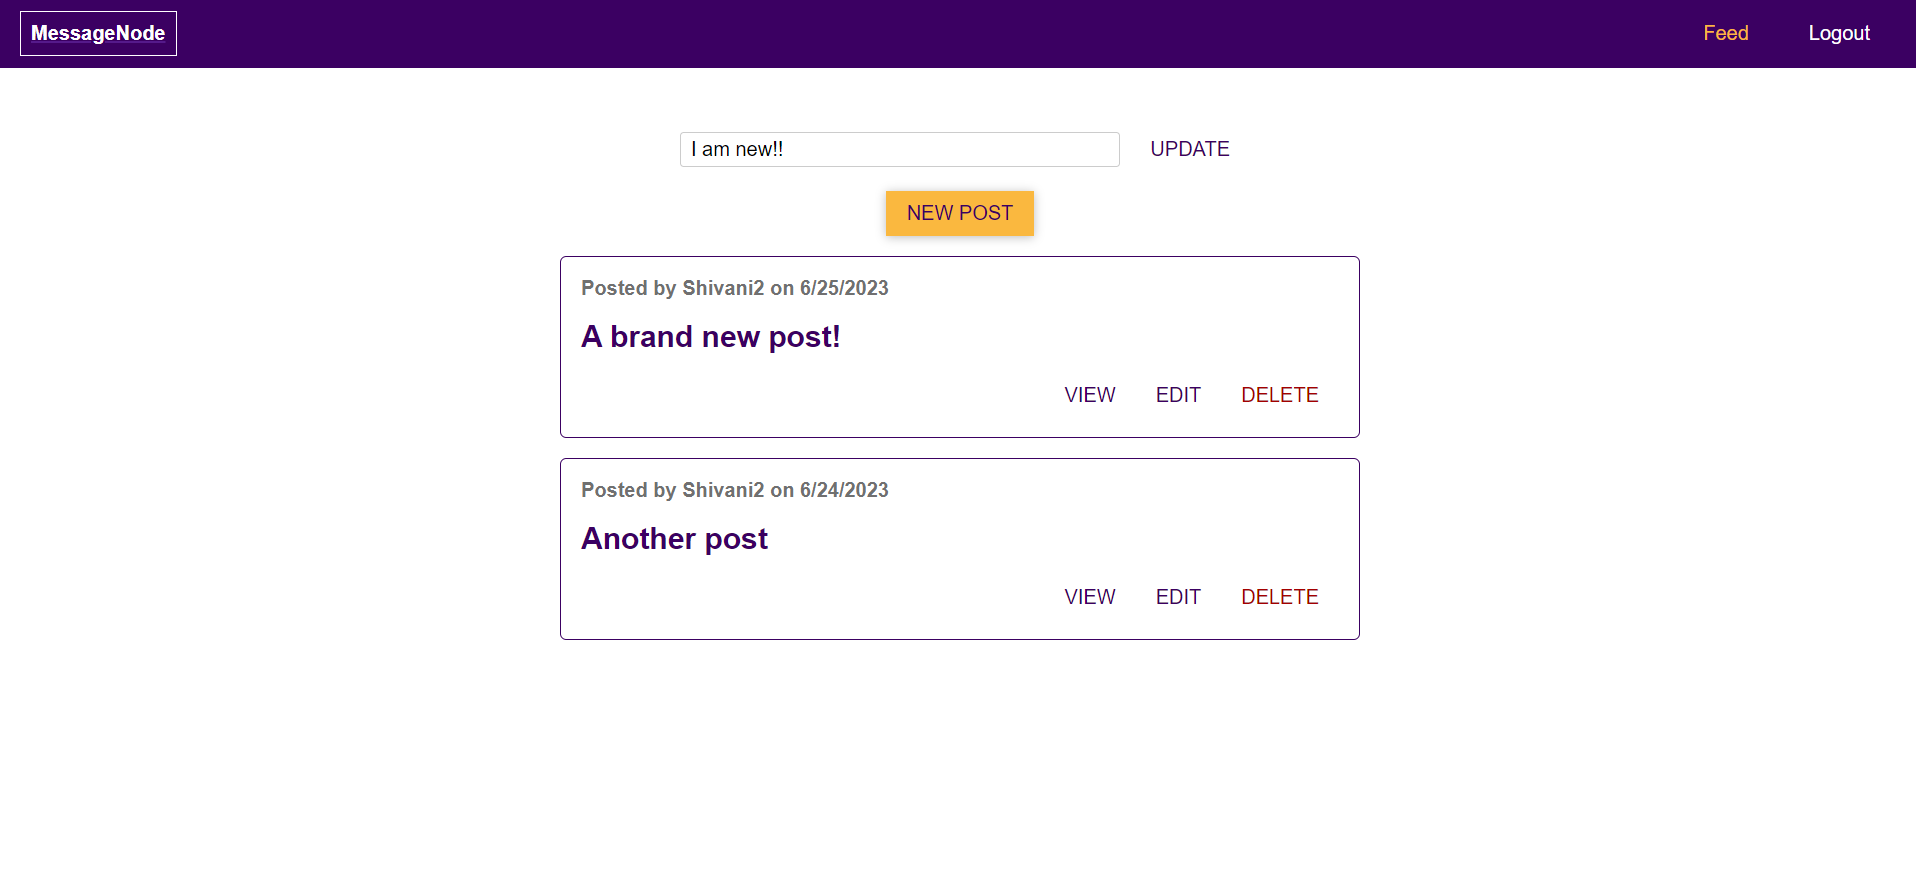 MessageNode Feed Logout
I am new!! UPDATE
NEW POST
Posted by Shivani2 on 6/25/2023
A brand new post!
VIEW EDIT DELETE
Posted by Shivani2 on 6/24/2023
Another post
VIEW EDIT DELETE